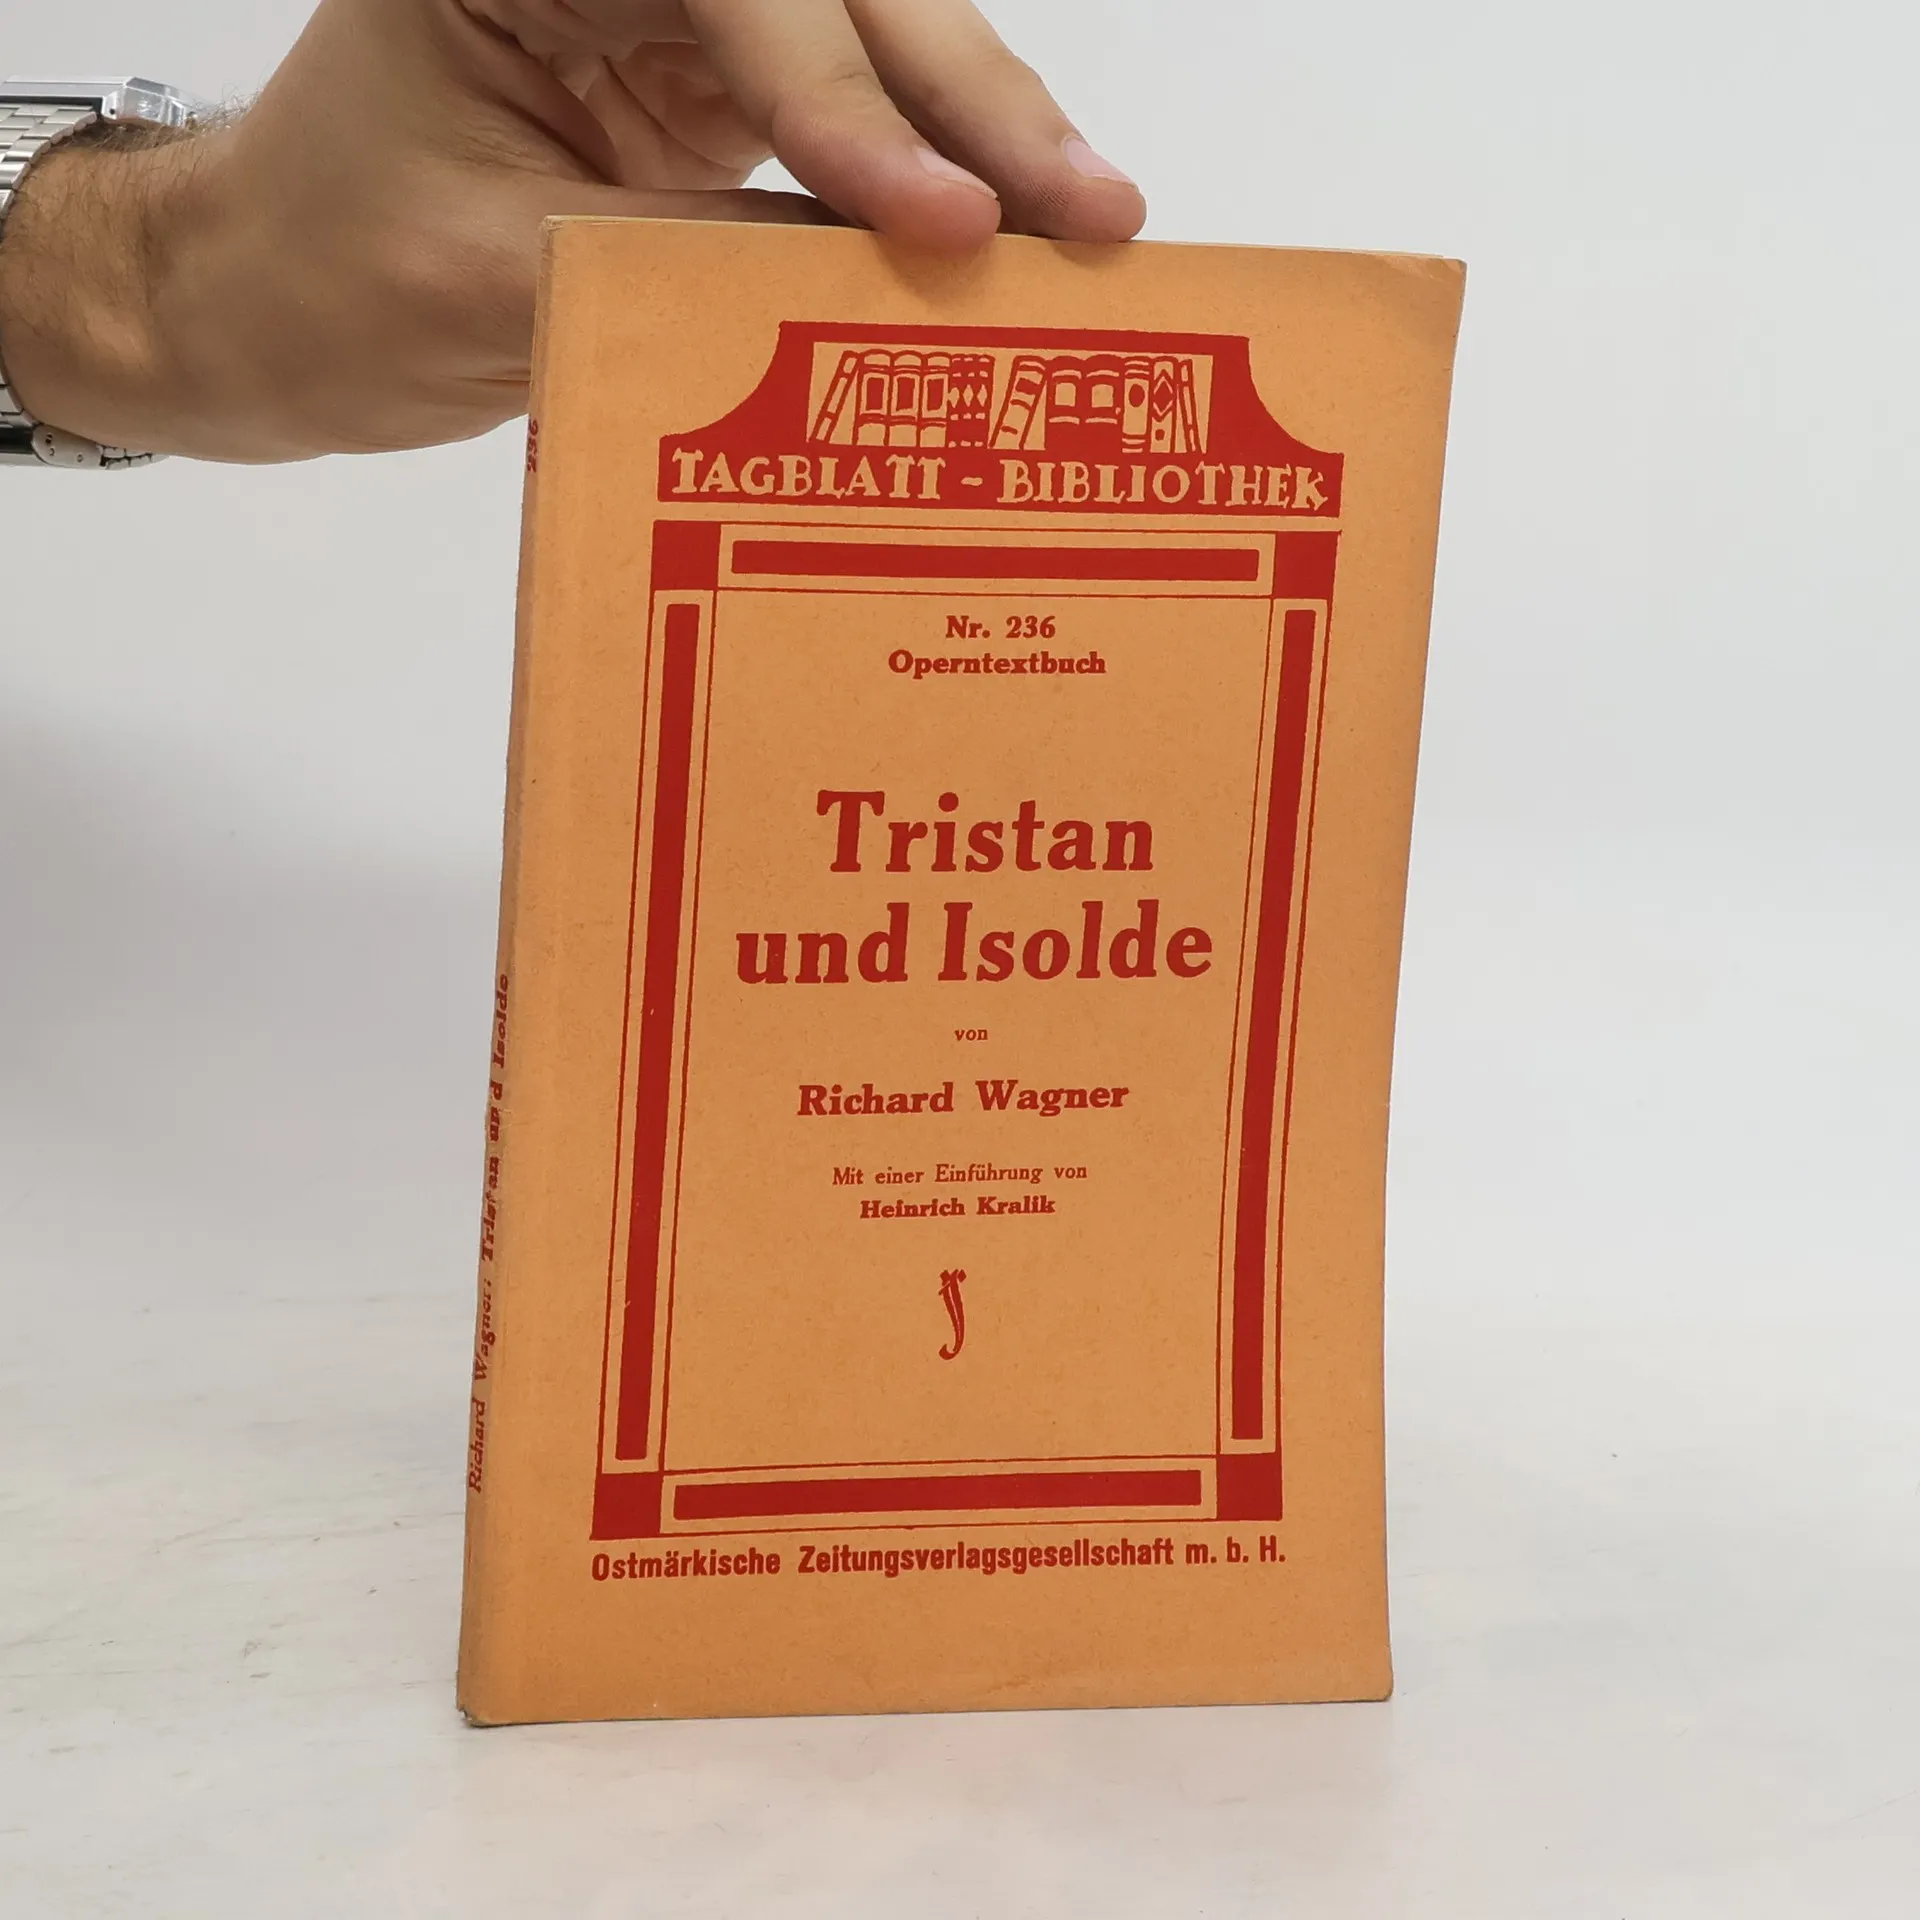 TAGBLATT - BIBLIOTHEK
Nr. 236
Operntextbuch
Tristan
und Isolde
von
Richard Wagner
Mit einer Einführung von
Heinrich Kralik
Ostmärkische Zeitungsverlagsgesellschaft m. b. H.
Richard Wagner: Tristan und Isolde
236